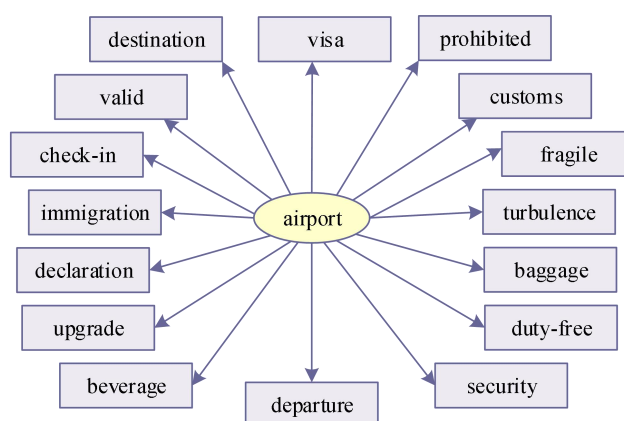 destination
visa
prohibited
valid
customs
check-in
fragile
immigration
airport
turbulence
declaration
baggage
upgrade
duty-free
beverage
security
departure